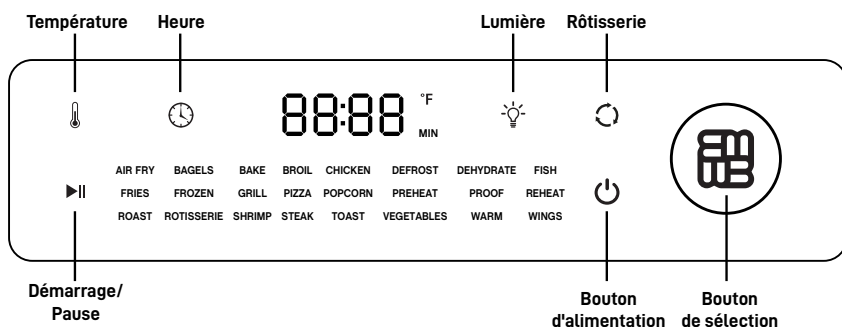 Température Heure Lumière Rôtisserie
88:88 °F
MIN
AIR FRY BAGELS BAKE BROIL CHICKEN DEFROST DEHYDRATE FISH
FRIES FROZEN GRILL PIZZA POPCORN PREHEAT PROOF REHEAT
ROAST ROTISSERIE SHRIMP STEAK TOAST VEGETABLES WARM WINGS
Démarrage/
Pause
Bouton
d'alimentation
Bouton
de sélection